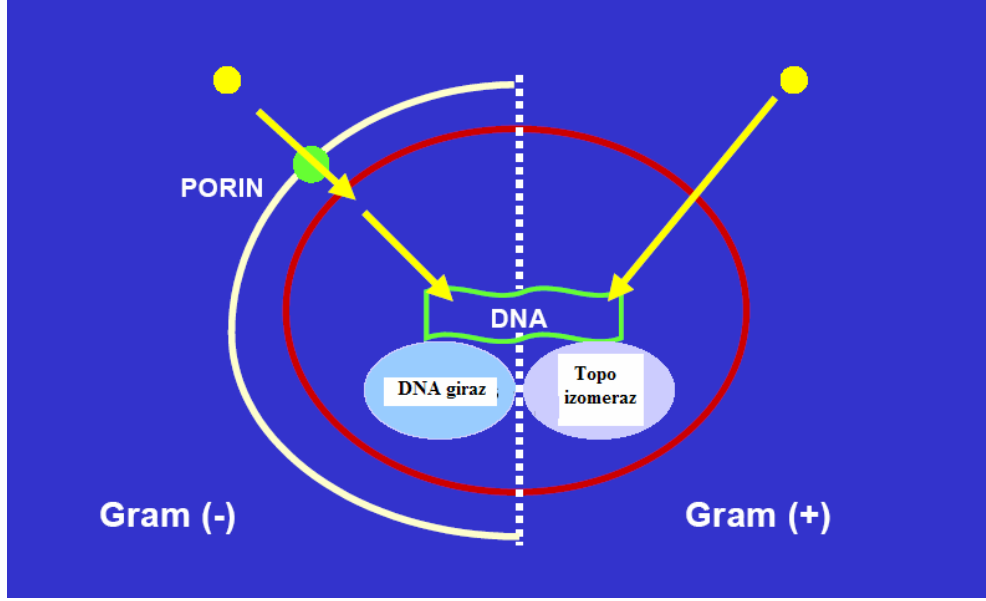 PORIN
DNA
DNA giraz
Topo
izomeraz
Gram (-)
Gram (+)